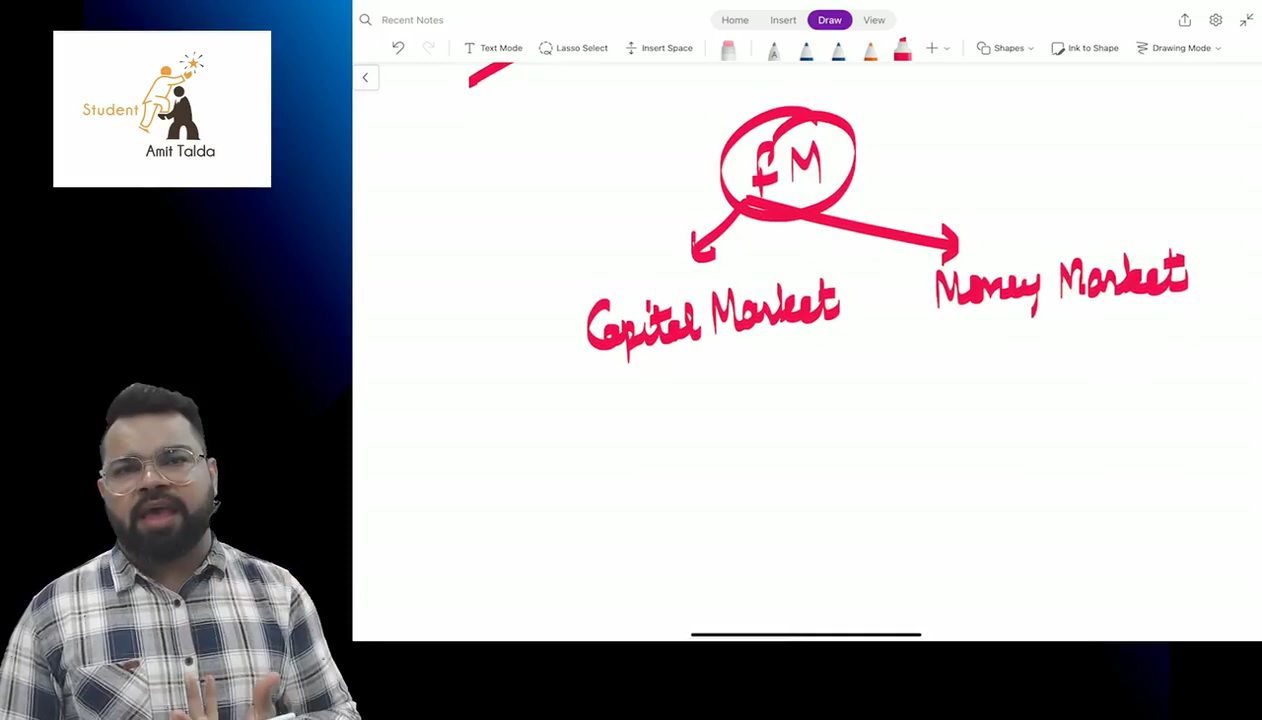 Recent Notes
Home Insert Draw View
Text Mode Lasso Select Insert Space Shapes Ink to Shape Drawing Mode
Student
Amit Talda
FM
Capital Market
Money Market